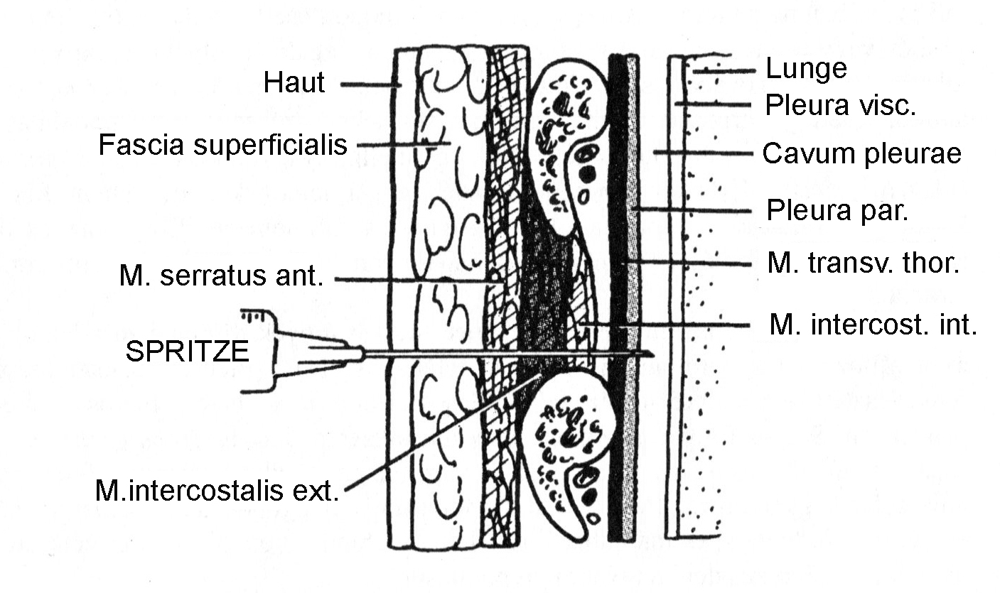 Haut
Fascia superficialis
M. serratus ant.
SPRITZE
M.intercostalis ext.
Lunge
Pleura visc.
Cavum pleurae
Pleura par.
M. transv. thor.
M. intercost. int.